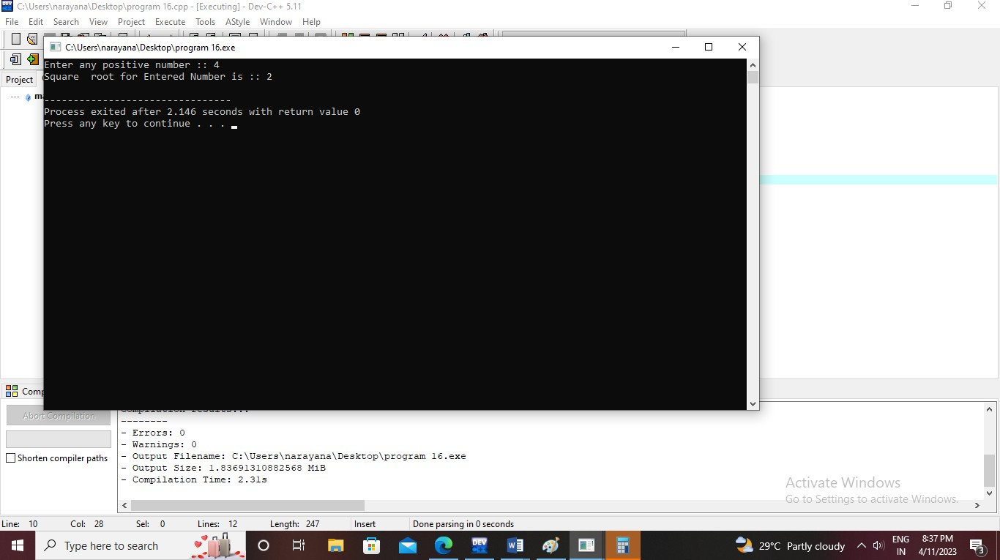 C:\Users\narayana\Desktop\program 16.cpp - [Executing] - Dev-C++ 5.11
File Edit Search View Project Execute Tools AStyle Window Help
C:\Users\narayana\Desktop\program 16.exe
Enter any positive number :: 4
Square  root for Entered Number is :: 2
--------------------------------
Process exited after 2.146 seconds with return value 0
Press any key to continue . . .
Project
Abort Compilation
Shorten compiler paths
--------
- Errors: 0
- Warnings: 0
- Output Filename: C:\Users\narayana\Desktop\program 16.exe
- Output Size: 1.83691310882568 MiB
- Compilation Time: 2.31s
Activate Windows
Go to Settings to activate Windows.
Line: 10 Col: 28 Sel: 0 Lines: 12 Length: 247 Insert Done parsing in 0 seconds
Type here to search
DEV
29°C Partly cloudy
ENG
IN
8:37 PM
4/11/2023
3